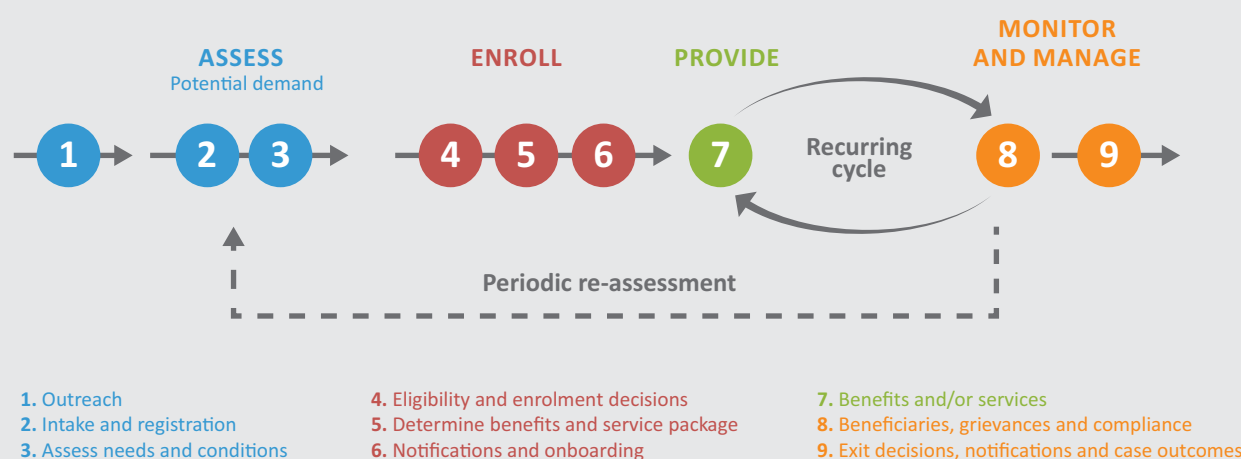 ASSESS
Potential demand
ENROLL
PROVIDE
MONITOR
AND MANAGE
1
2
3
4
5
6
7
Recurring
cycle
8
9
Periodic re-assessment
1. Outreach
2. Intake and registration
3. Assess needs and conditions
4. Eligibility and enrolment decisions
5. Determine benefits and service package
6. Notifications and onboarding
7. Benefits and/or services
8. Beneficiaries, grievances and compliance
9. Exit decisions, notifications and case outcomes